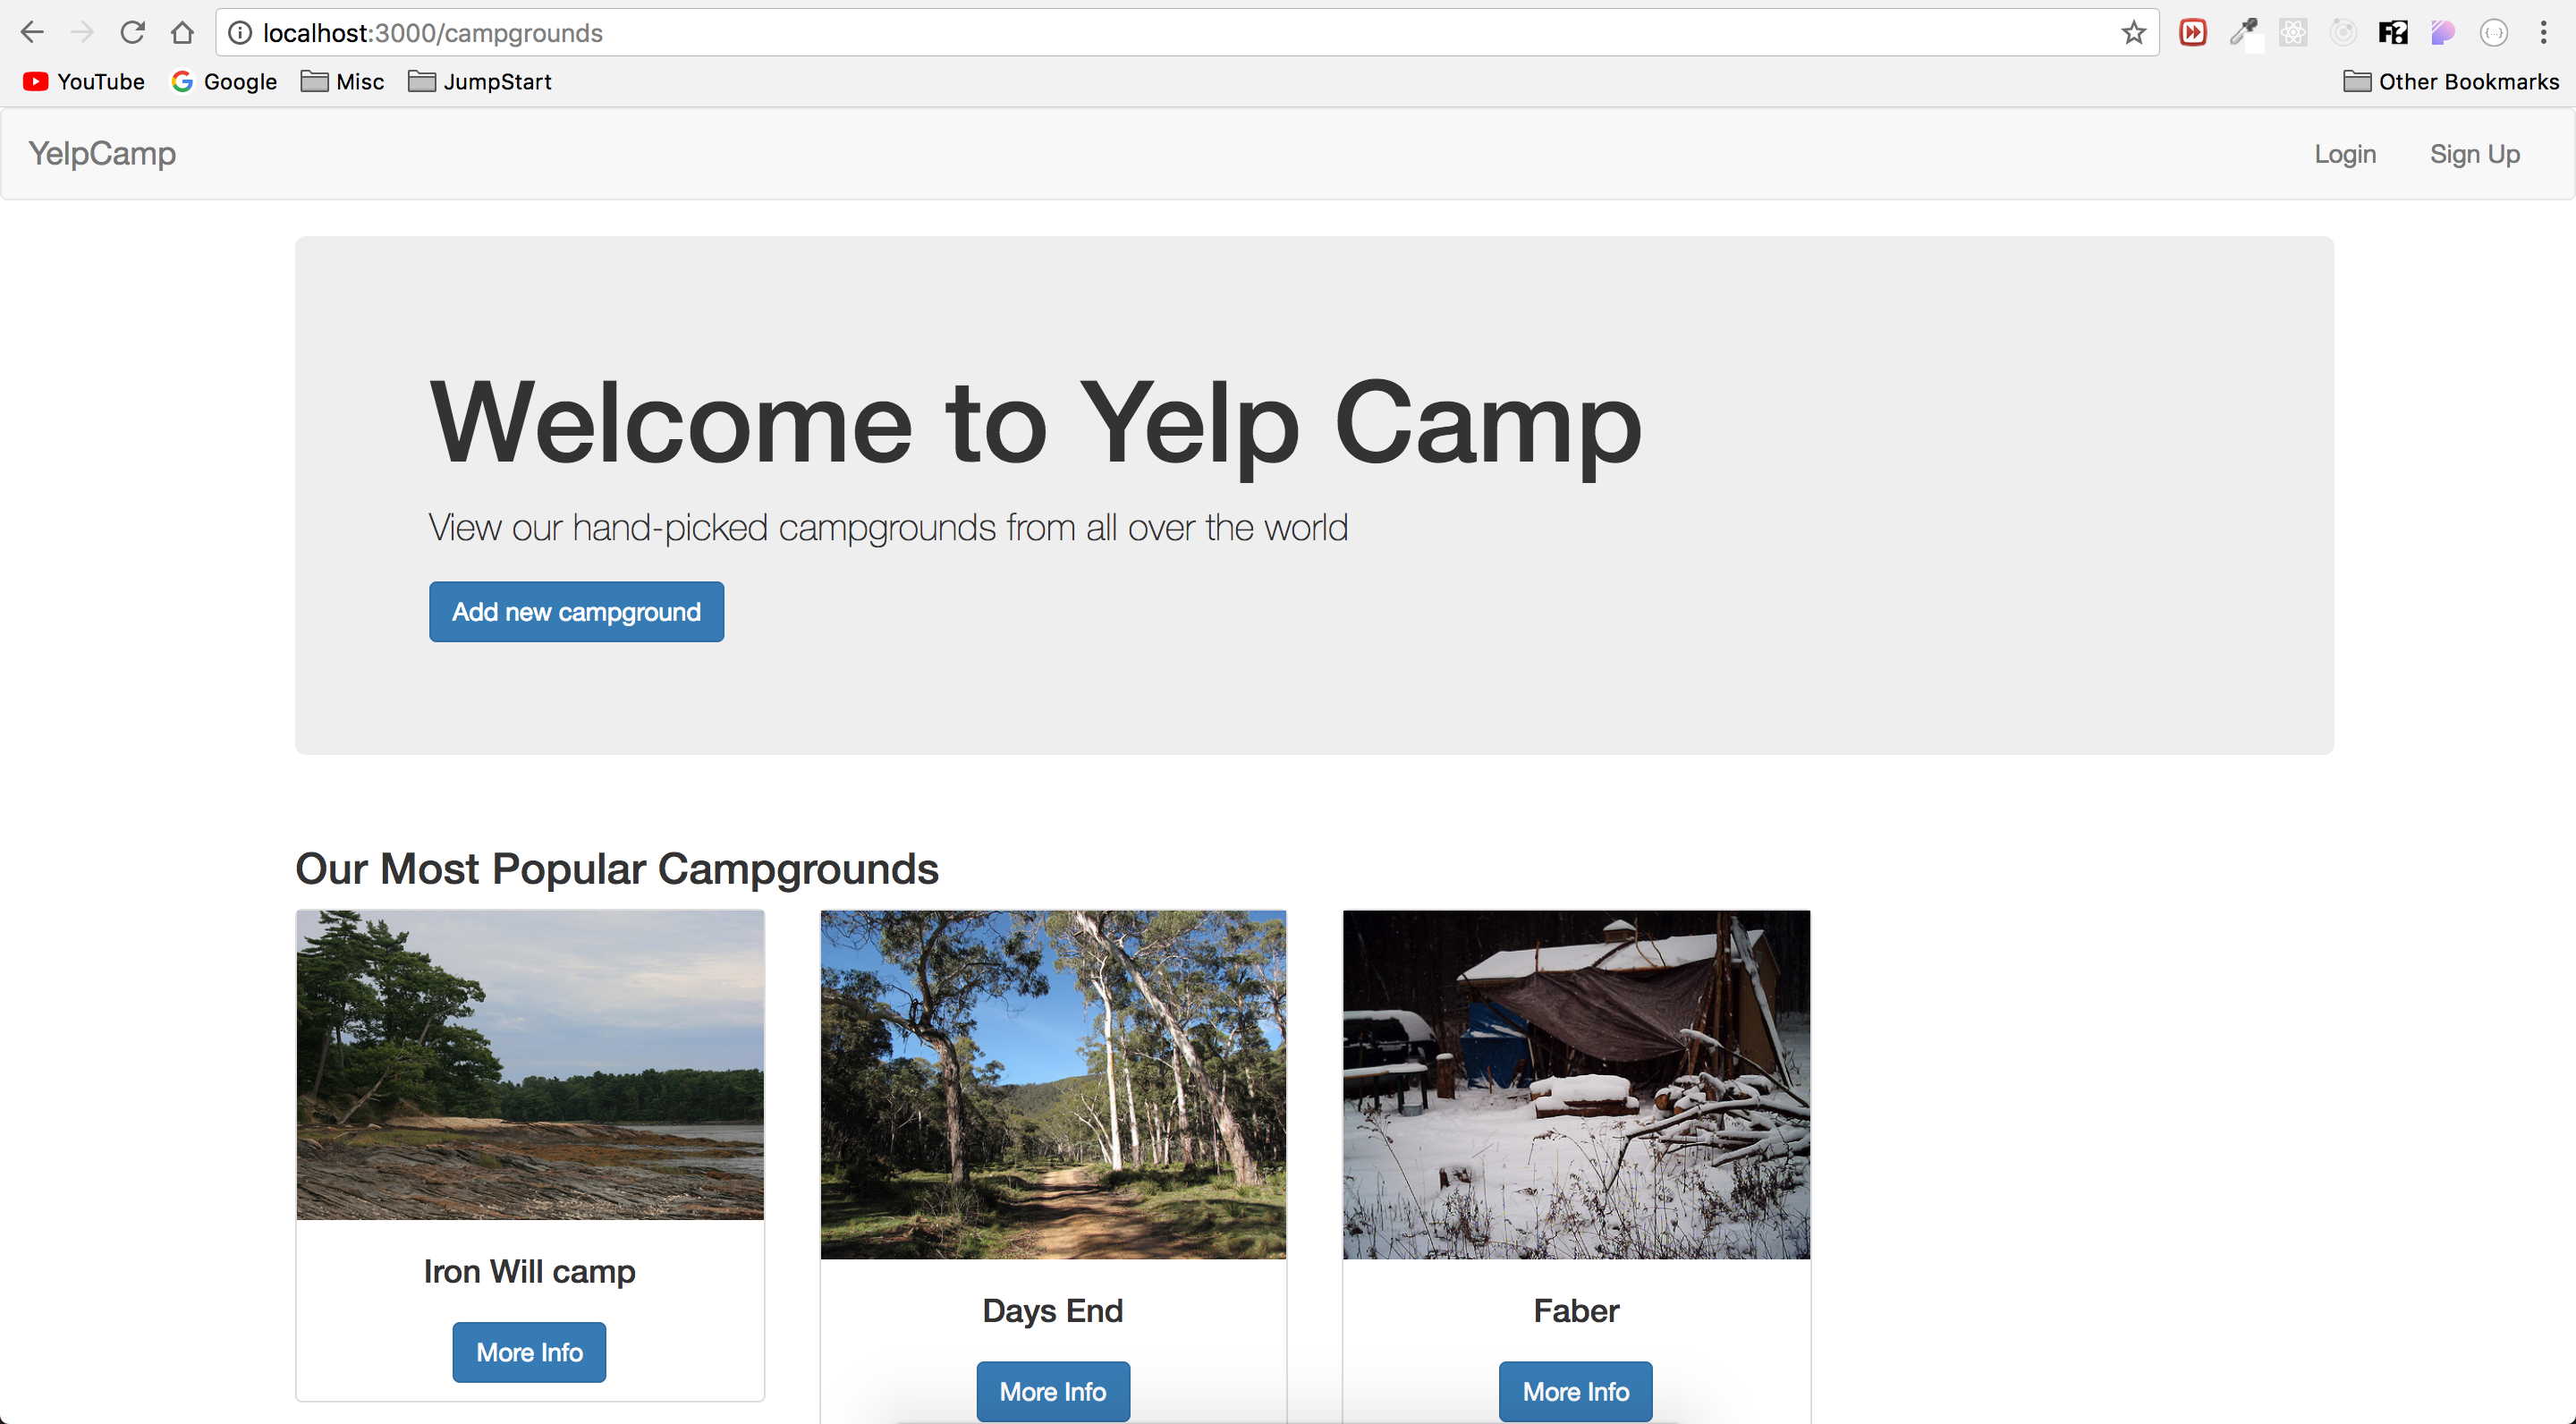 localhost:3000/campgrounds
YouTube Google Misc JumpStart Other Bookmarks
YelpCamp Login Sign Up
Welcome to Yelp Camp
View our hand-picked campgrounds from all over the world
Add new campground
Our Most Popular Campgrounds
Iron Will camp
More Info
Days End
More Info
Faber
More Info